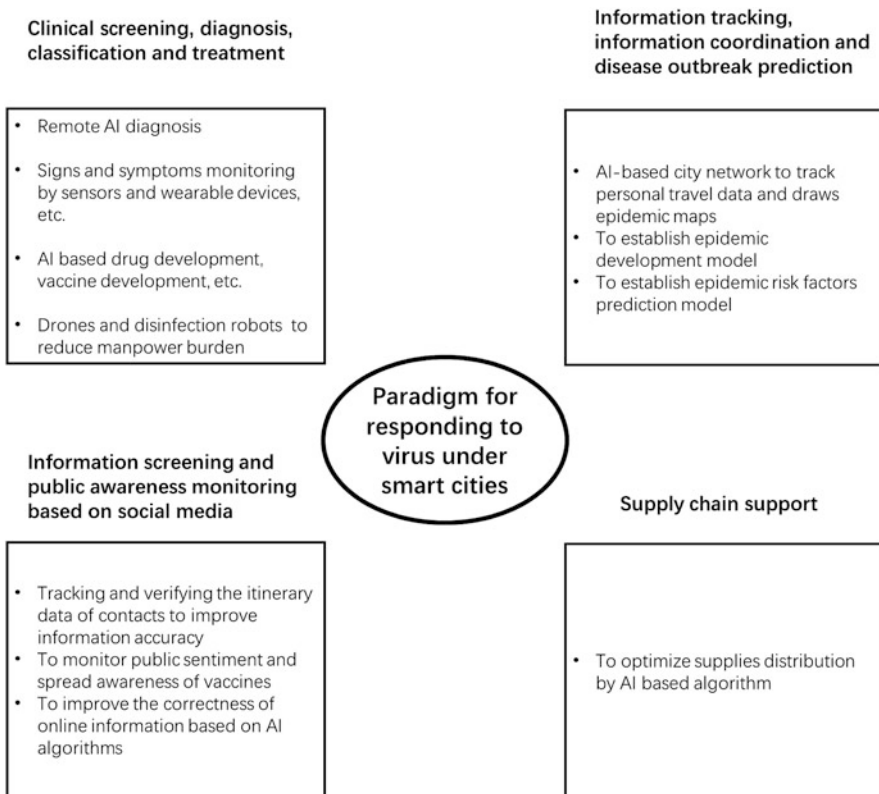 Clinical screening, diagnosis,
classification and treatment
• Remote AI diagnosis
• Signs and symptoms monitoring
by sensors and wearable devices,
etc.
• AI based drug development,
vaccine development, etc.
• Drones and disinfection robots to
reduce manpower burden
Information tracking,
information coordination and
disease outbreak prediction
• AI-based city network to track
personal travel data and draws
epidemic maps
• To establish epidemic
development model
• To establish epidemic risk factors
prediction model
Paradigm for
responding to
virus under
smart cities
Information screening and
public awareness monitoring
based on social media
• Tracking and verifying the itinerary
data of contacts to improve
information accuracy
• To monitor public sentiment and
spread awareness of vaccines
• To improve the correctness of
online information based on AI
algorithms
Supply chain support
• To optimize supplies distribution
by AI based algorithm